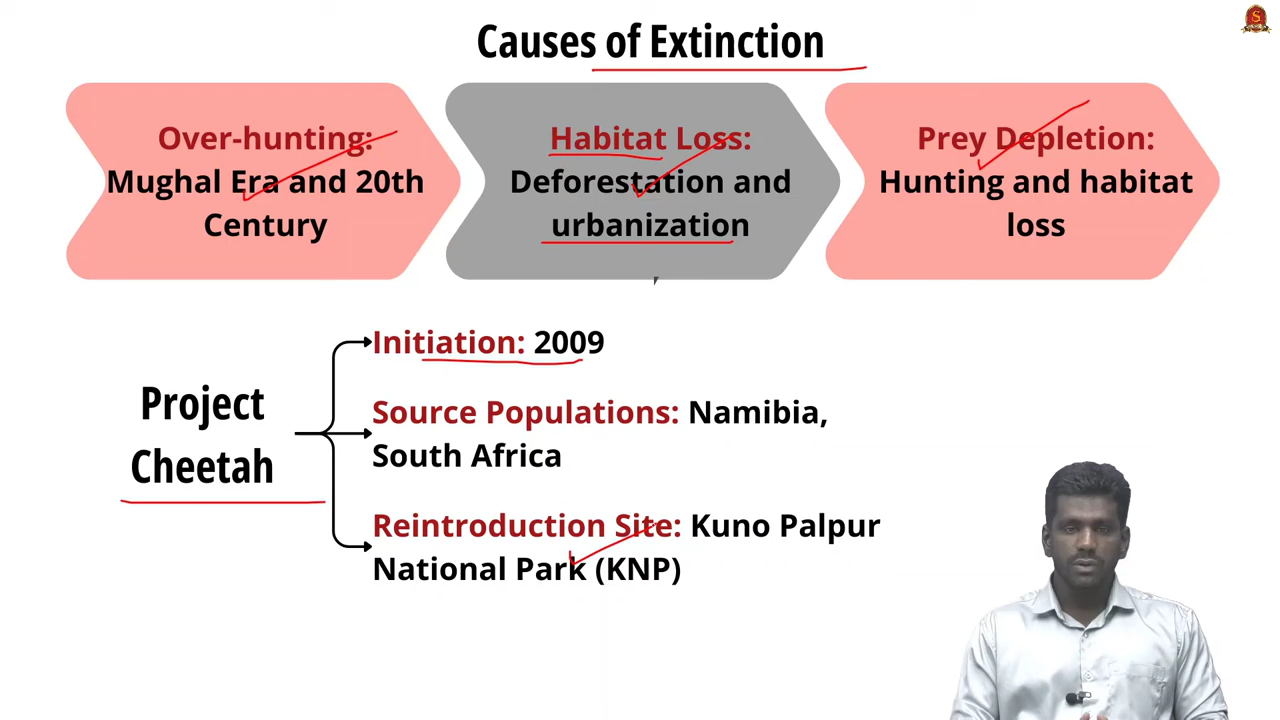 Causes of Extinction
Over-hunting:
Mughal Era and 20th
Century
Habitat Loss:
Deforestation and
urbanization
Prey Depletion:
Hunting and habitat
loss
Project
Cheetah
Initiation: 2009
Source Populations: Namibia,
South Africa
Reintroduction Site: Kuno Palpur
National Park (KNP)